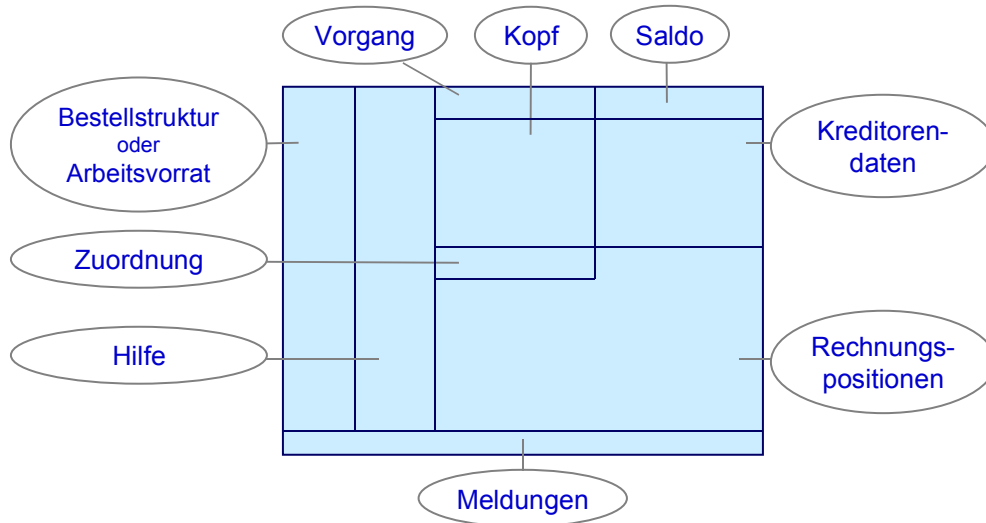 Vorgang
Kopf
Saldo
Bestellstruktur
oder
Arbeitsvorrat
Kreditoren-
daten
Zuordnung
Hilfe
Rechnungs-
positionen
Meldungen